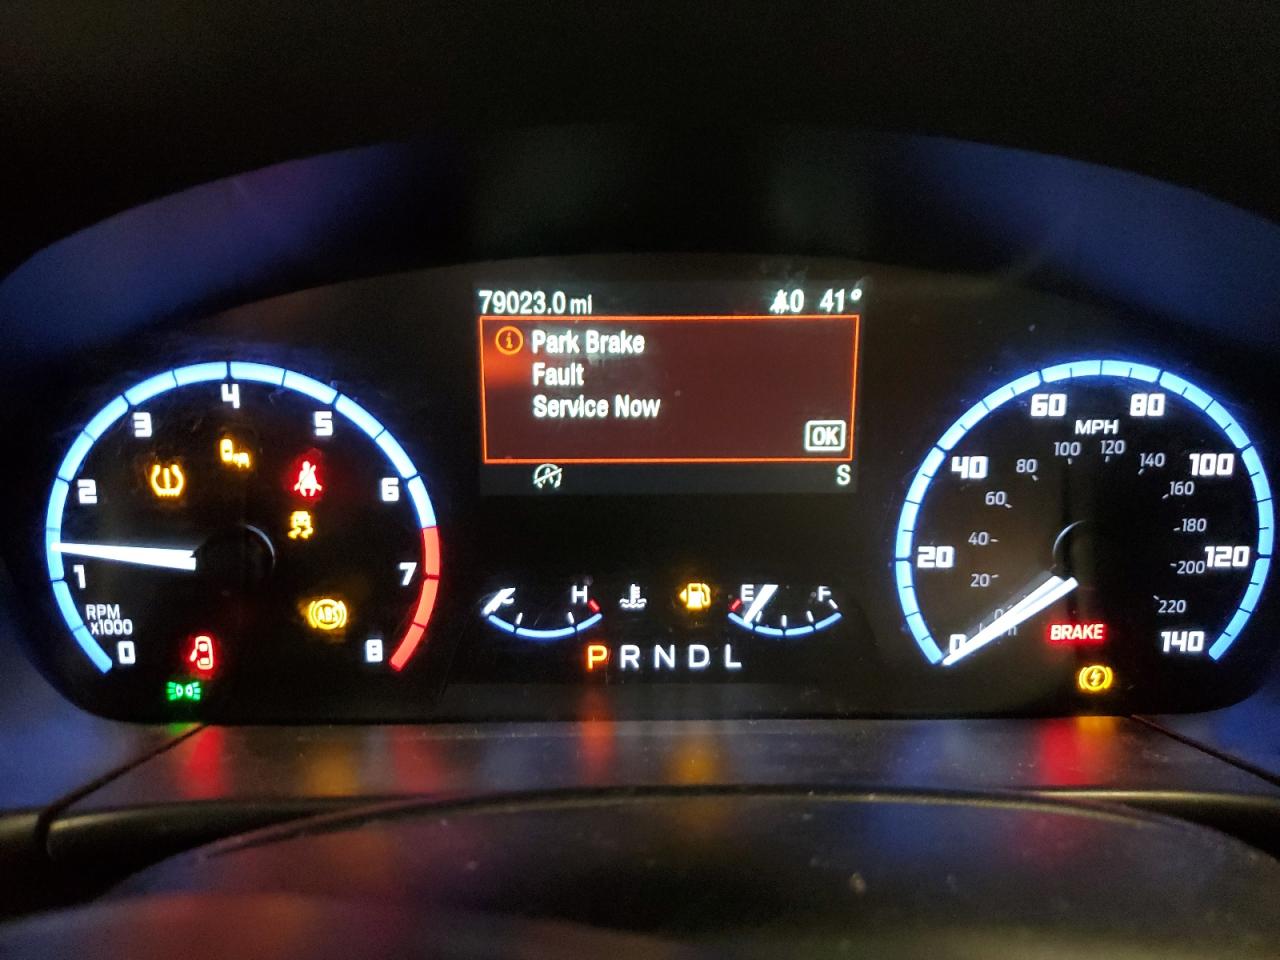 79023.0 mi
0 41°
i Park Brake
Fault
Service Now
OK
S
0 1 2 3 4 5 6 7 8
RPM
x1000
ABS
H
E F
P R N D L
0 20 40 60 80 100 120 140
MPH
0 20 40 60 80 100 120 140 160 180 200 220
BRAKE